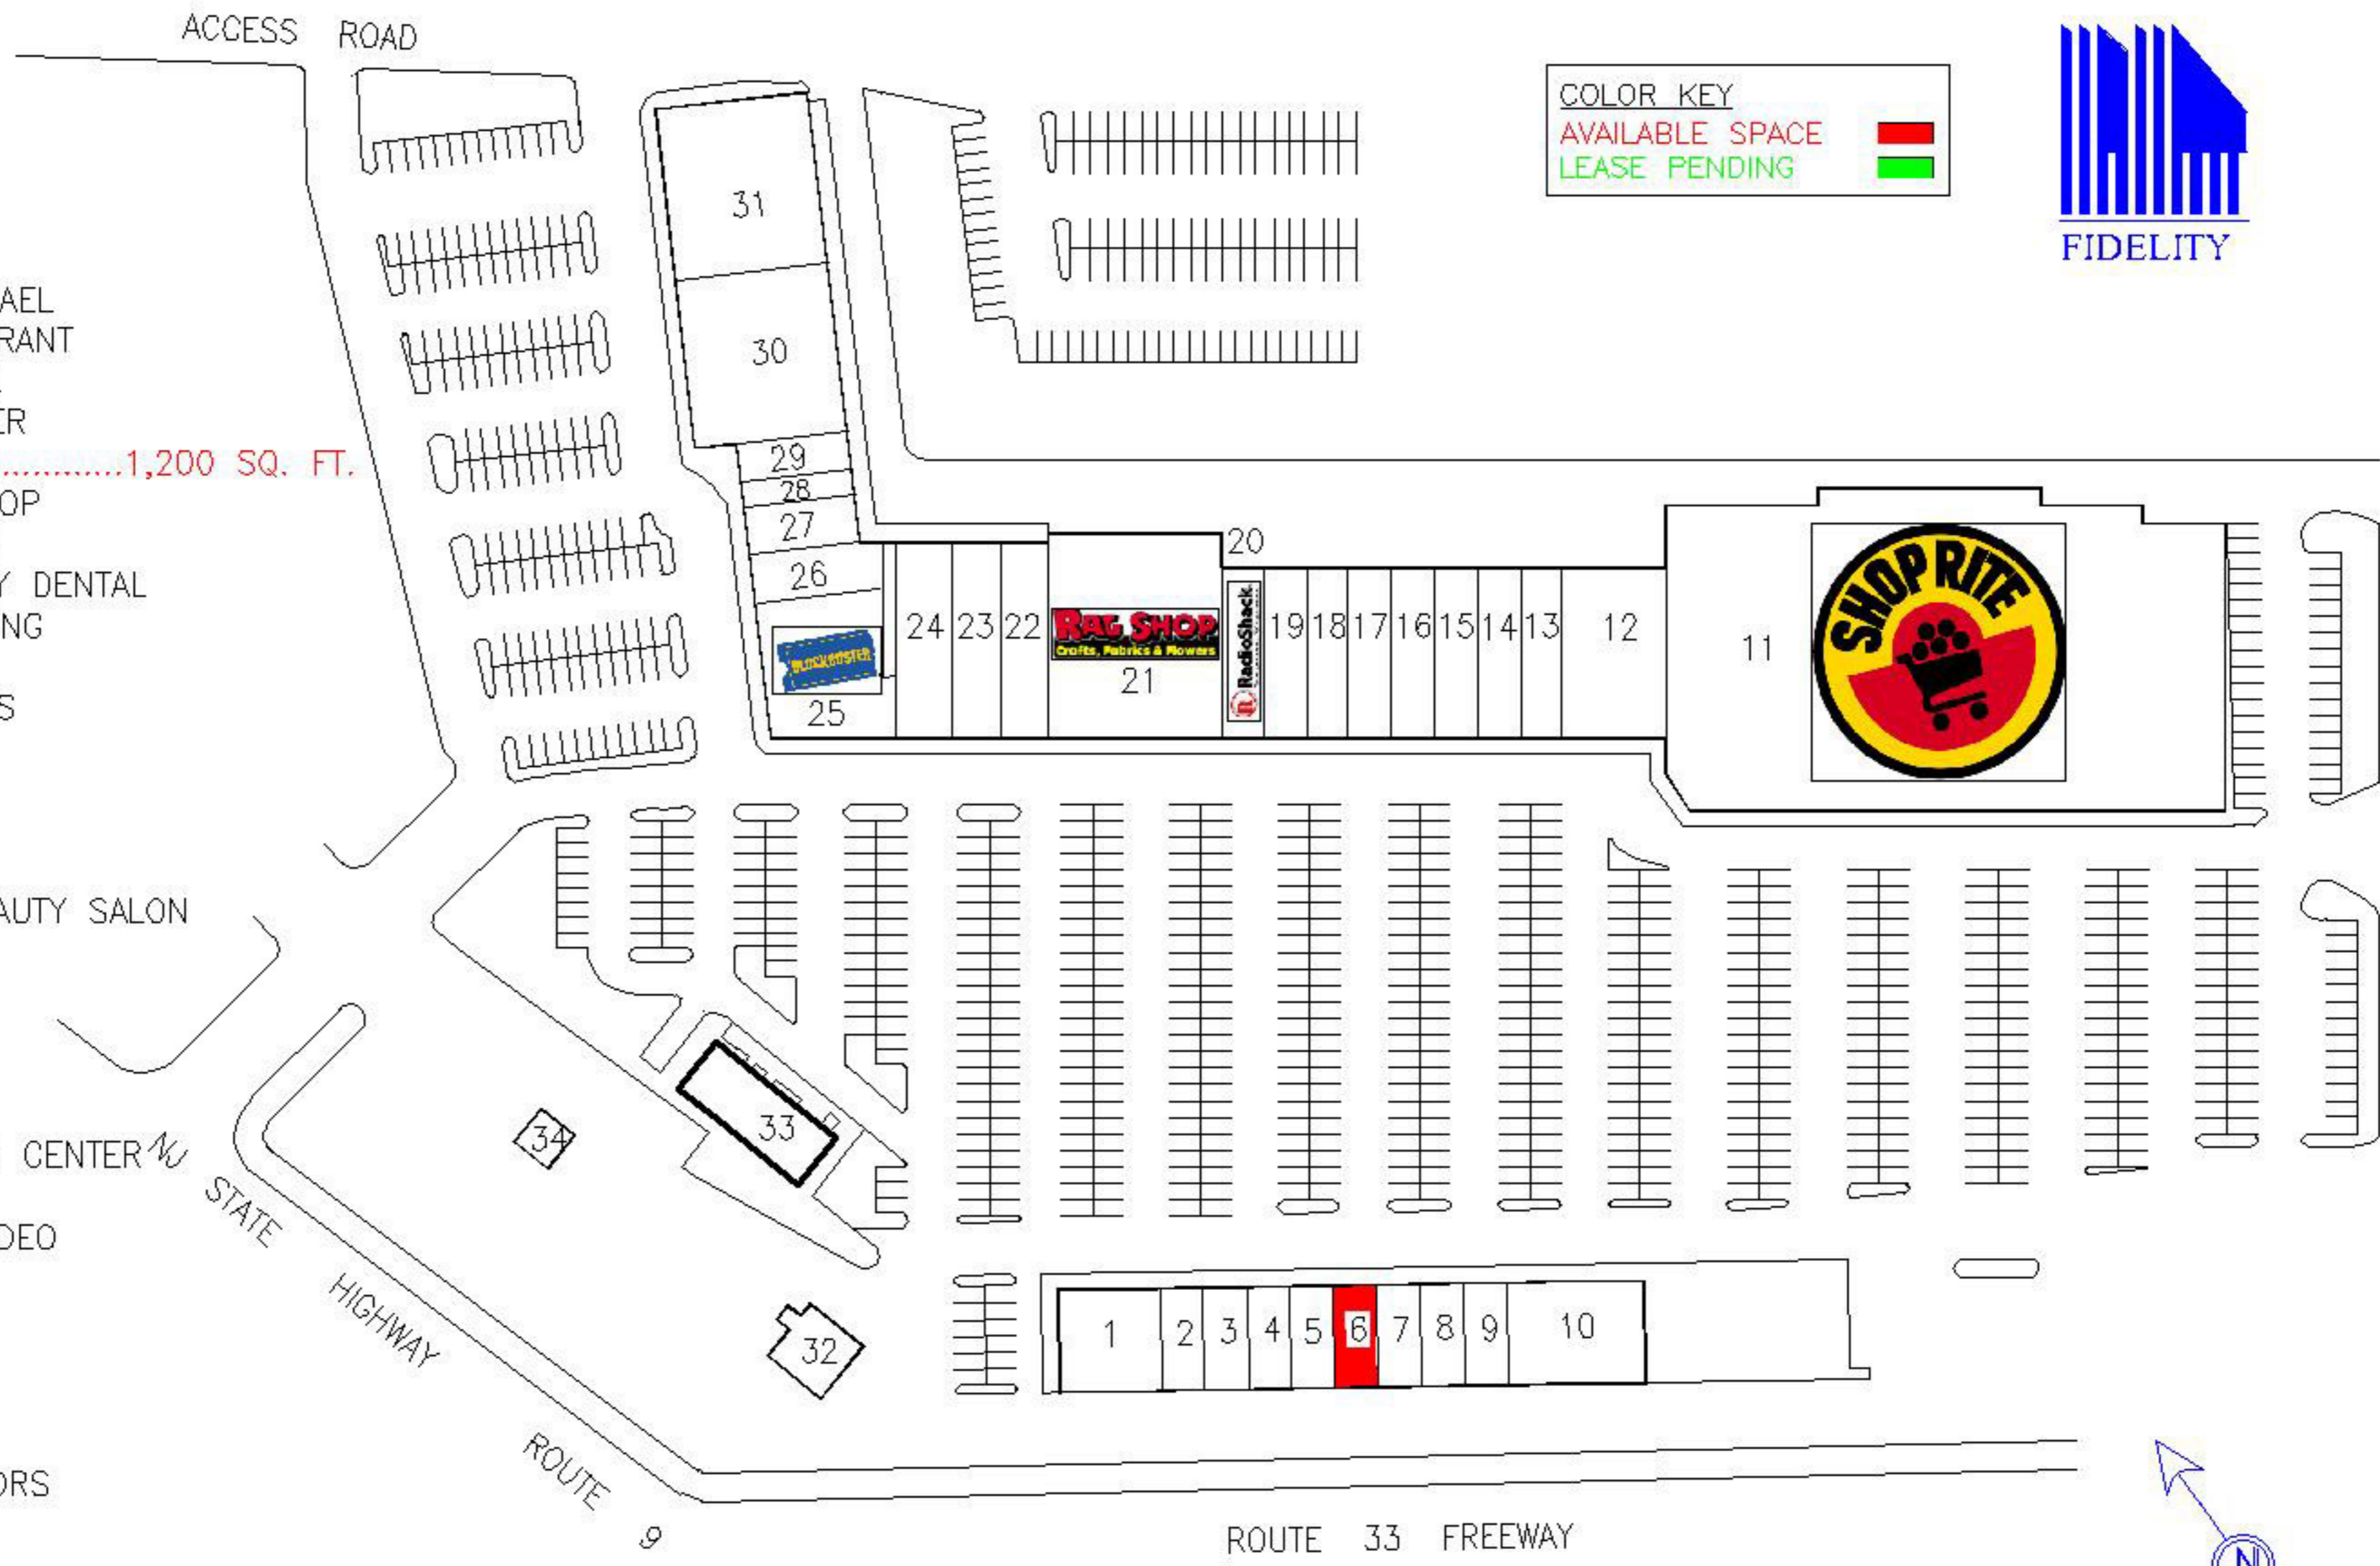 ACCESS ROAD
COLOR KEY
AVAILABLE SPACE
LEASE PENDING
FIDELITY
AEL
RANT
ER
............1,200 SQ. FT.
OP
Y DENTAL
NG
S
AUTY SALON
CENTER
DEO
ORS
31
30
29
28
27
26
BLOCKBUSTER
25
24
23
22
RAG SHOP
Crafts, Fabrics & Flowers
21
20
RadioShack
19
18
17
16
15
14
13
12
11
SHOPRITE
33
34
32
1
2
3
4
5
6
7
8
9
10
NJ STATE HIGHWAY ROUTE 9
ROUTE 33 FREEWAY
N